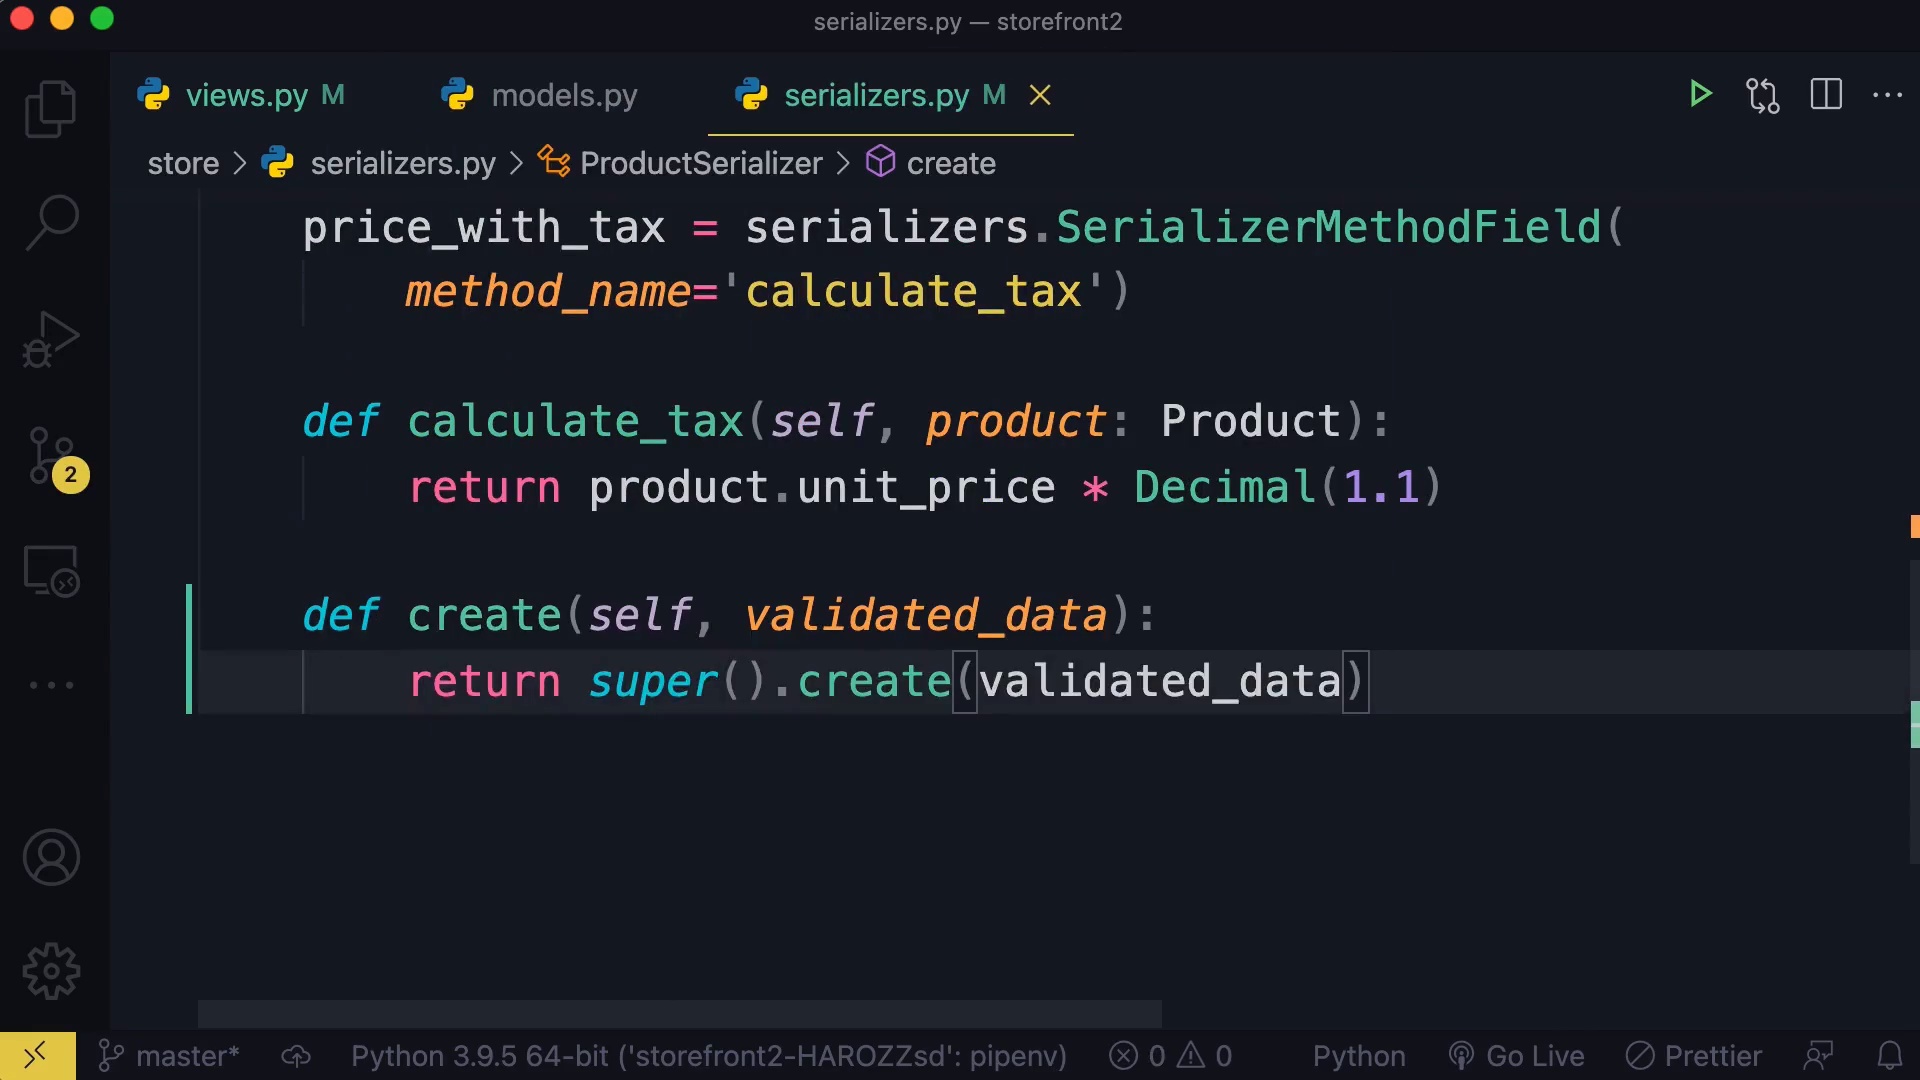 serializers.py — storefront2
views.py M models.py serializers.py M
store > serializers.py > ProductSerializer > create
price_with_tax = serializers.SerializerMethodField(
method_name='calculate_tax')
def calculate_tax(self, product: Product):
return product.unit_price * Decimal(1.1)
def create(self, validated_data):
return super().create(validated_data)
2
master* Python 3.9.5 64-bit ('storefront2-HAROZZsd': pipenv) 0 0 Python Go Live Prettier